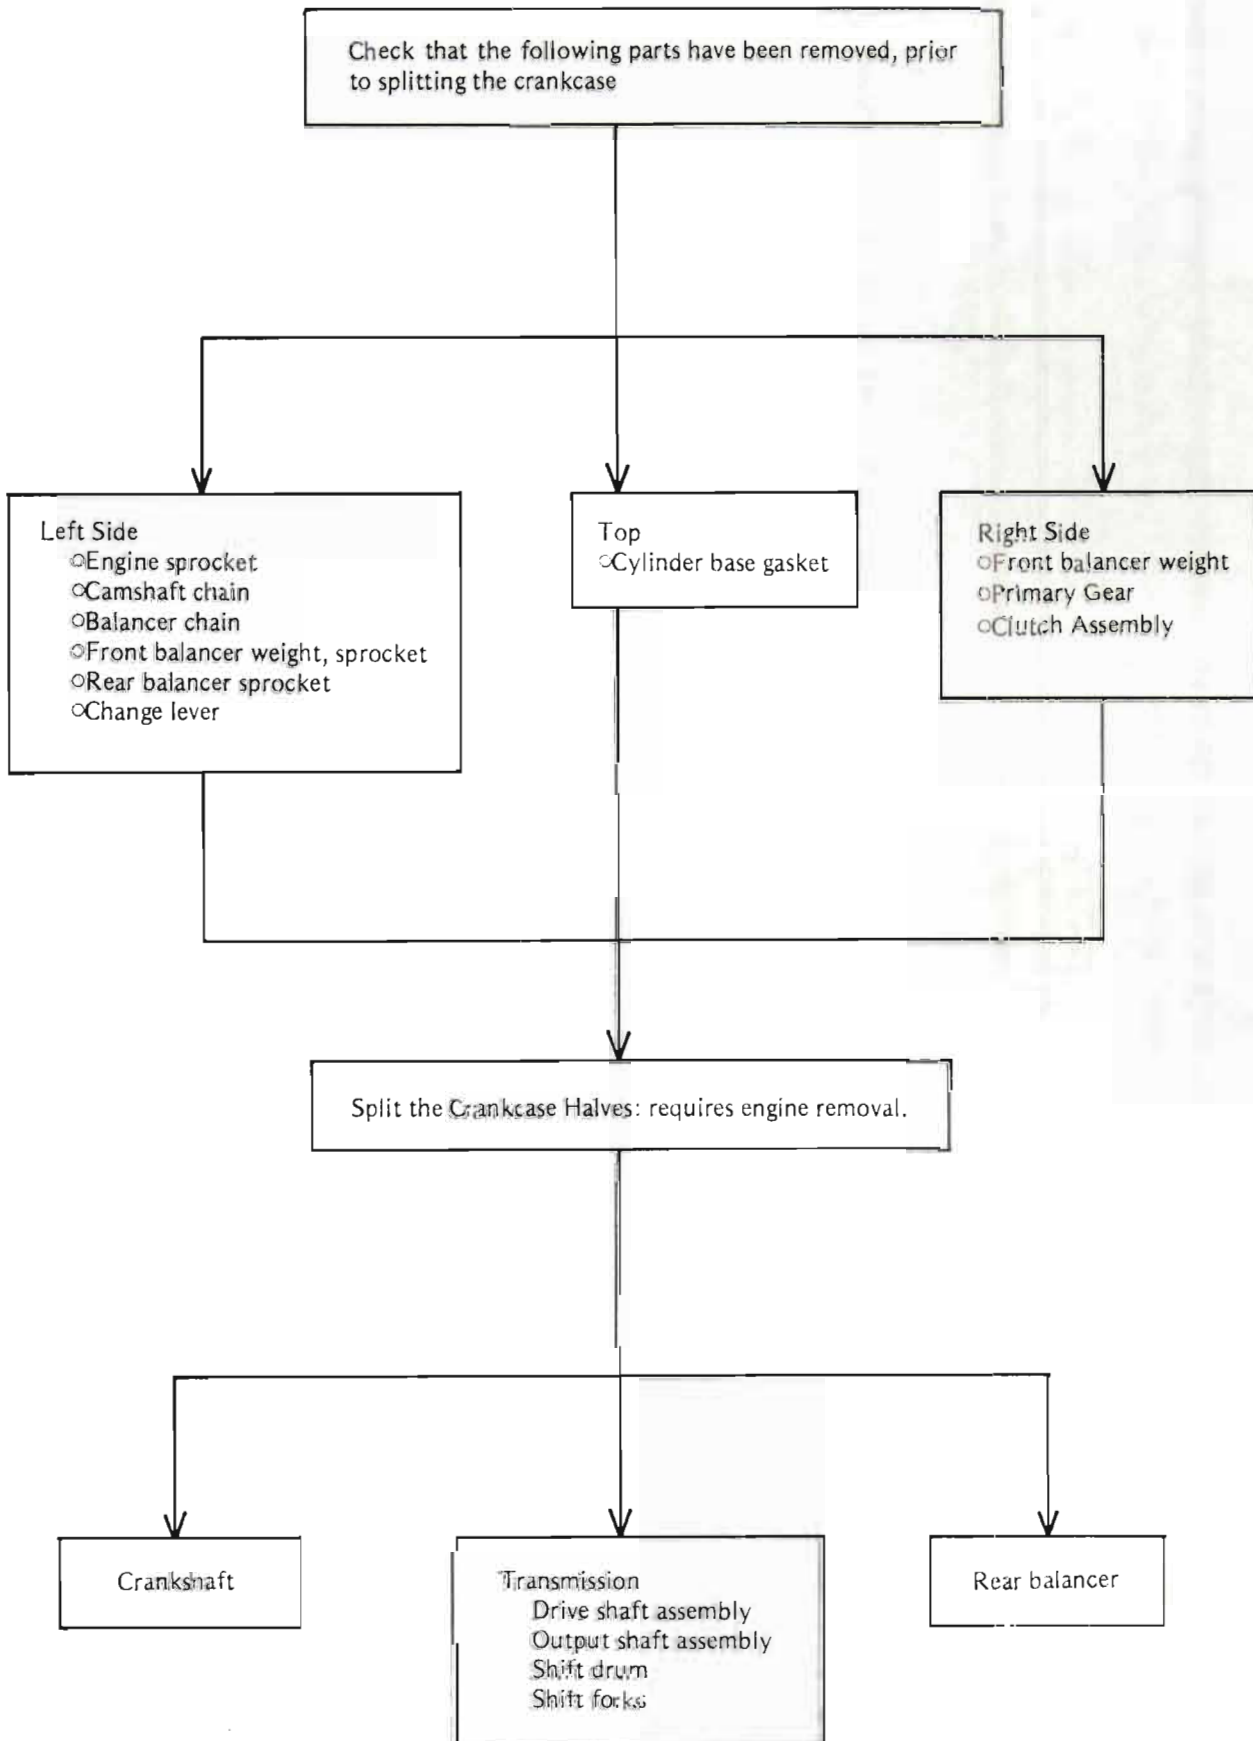 Check that the following parts have been removed, prior
to splitting the crankcase
Left Side
○Engine sprocket
○Camshaft chain
○Balancer chain
○Front balancer weight, sprocket
○Rear balancer sprocket
○Change lever
Top
○Cylinder base gasket
Right Side
○Front balancer weight
○Primary Gear
○Clutch Assembly
Split the Crankcase Halves: requires engine removal.
Crankshaft
Transmission
Drive shaft assembly
Output shaft assembly
Shift drum
Shift forks
Rear balancer